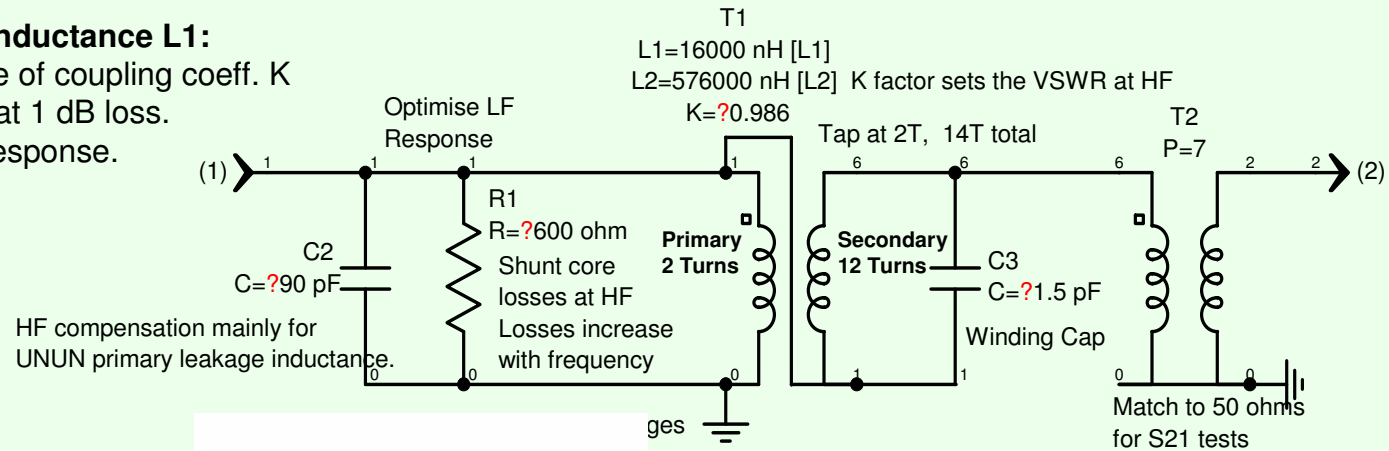 nductance L1:
e of coupling coeff. K
at 1 dB loss.
esponse.
Optimise LF
Response
T1
L1=16000 nH [L1]
L2=576000 nH [L2]
K=?0.986
K factor sets the VSWR at HF
Tap at 2T, 14T total
T2
P=7
(1)
1
1
1
1
6
6
6
2
2
(2)
R1
R=?600 ohm
Shunt core
losses at HF
Losses increase
with frequency
C2
C=?90 pF
HF compensation mainly for
UNUN primary leakage inductance.
Primary
2 Turns
Secondary
12 Turns
C3
C=?1.5 pF
Winding Cap
0
0
0
1
1
0
0
Match to 50 ohms
for S21 tests
ges